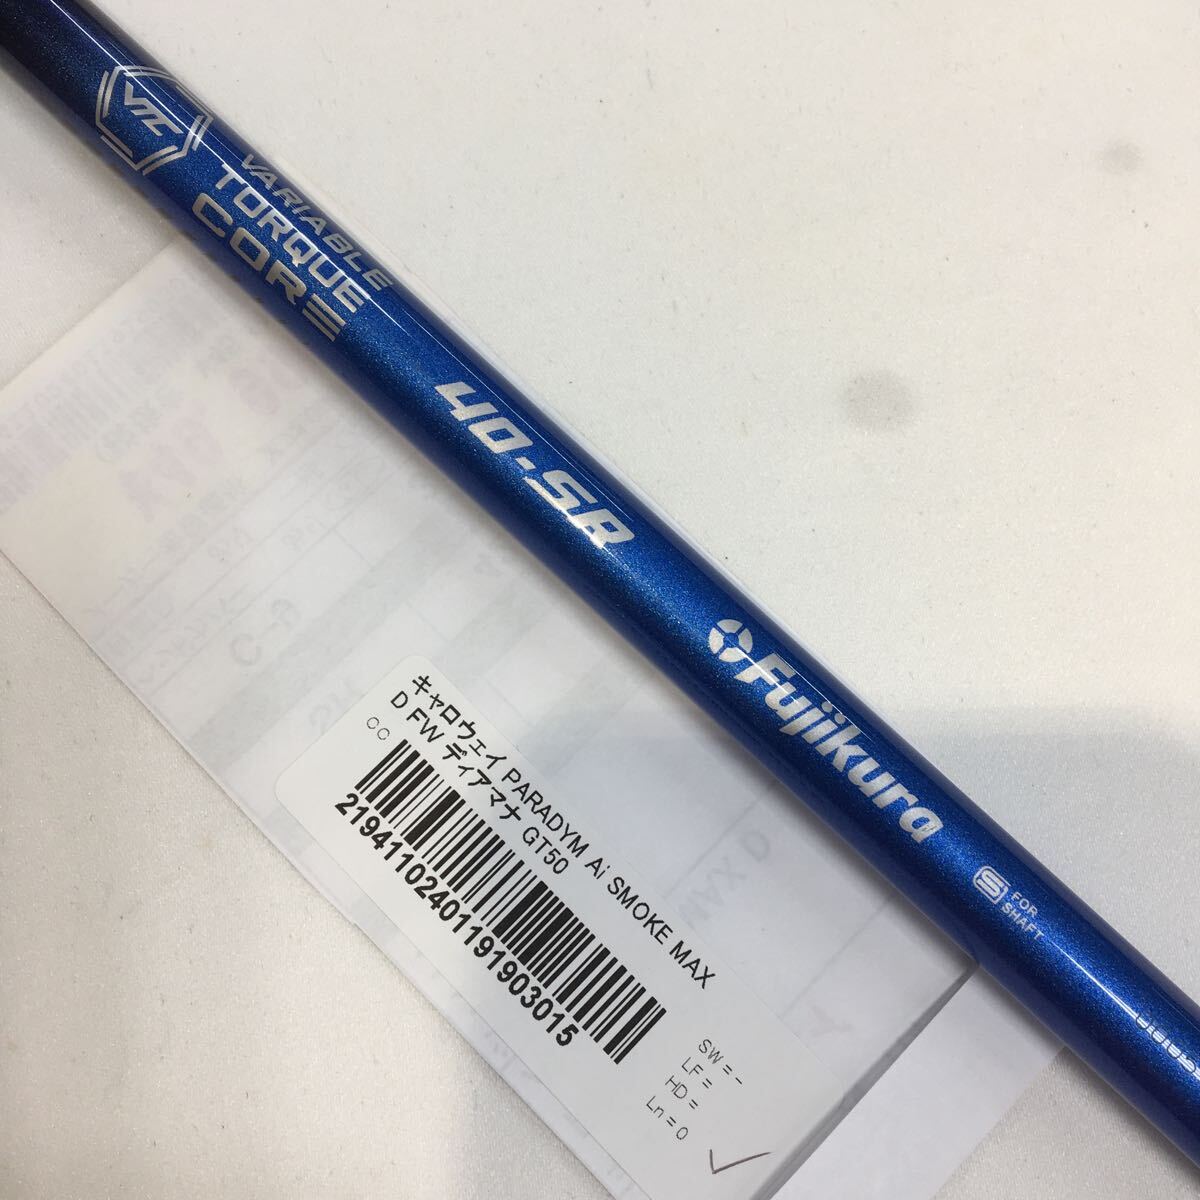 VTC
VARIABLE
TORQUE
CORE
40-SR
Fujikura
S FOR
SHAFT
キャロウェイ PARADYM Ai SMOKE MAX
D FW ディアマナ GT50
CC
21941102401191903015
SW = -
LF =
HD =
Ln = 0